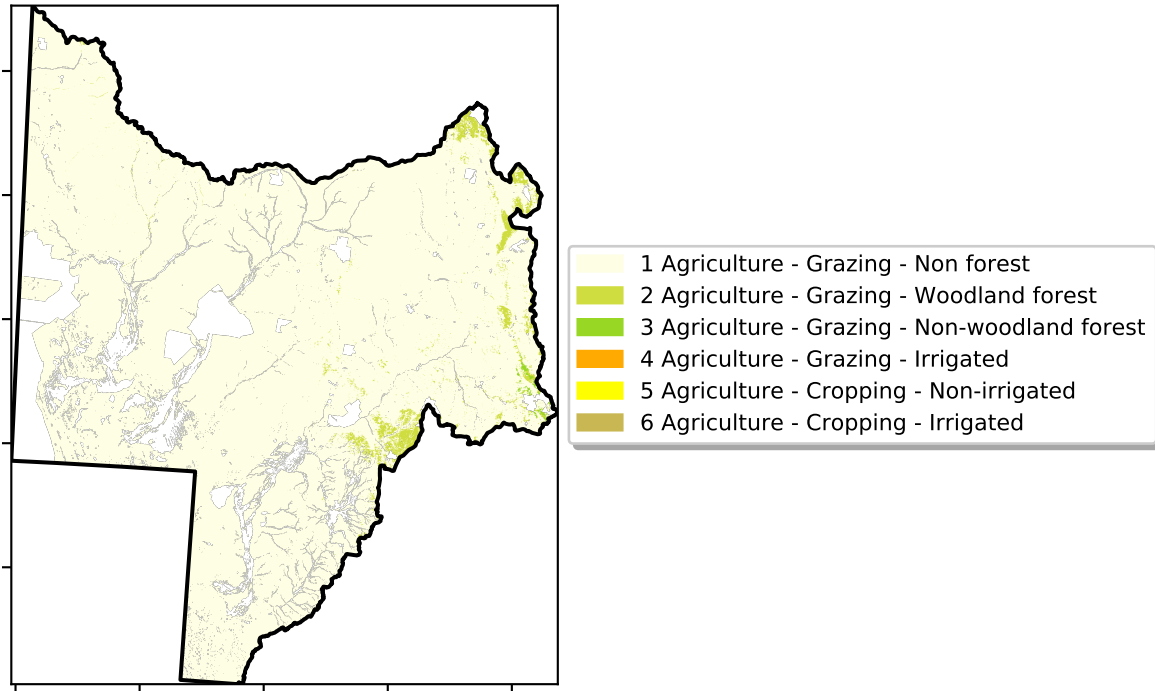 1 Agriculture - Grazing - Non forest
2 Agriculture - Grazing - Woodland forest
3 Agriculture - Grazing - Non-woodland forest
4 Agriculture - Grazing - Irrigated
5 Agriculture - Cropping - Non-irrigated
6 Agriculture - Cropping - Irrigated